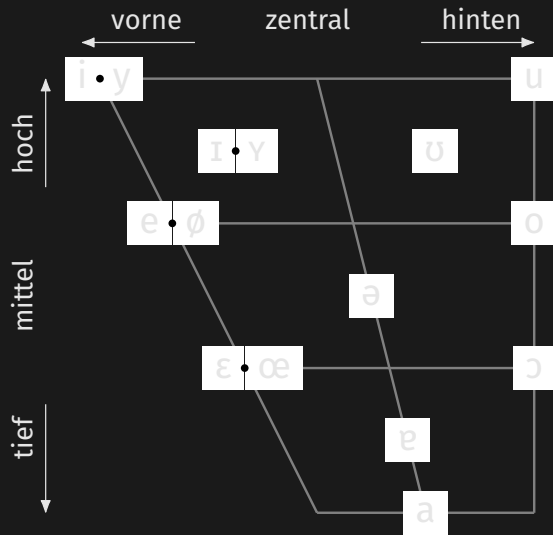 vorne zentral hinten
i y u
hoch
ɪ ʏ ʊ
e ø o
mittel
ə
ɛ œ ɔ
tief
ɐ
a